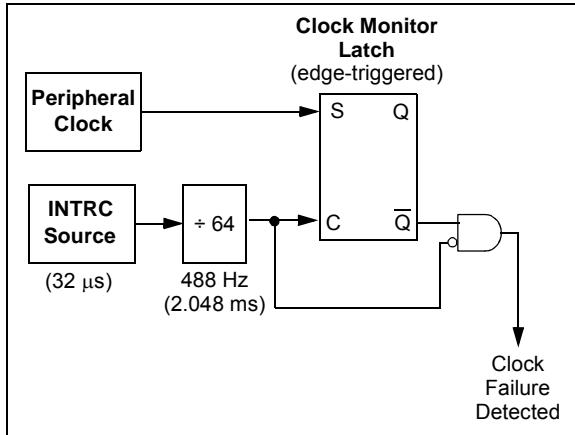 Clock Monitor
Latch
(edge-triggered)
Peripheral
Clock
S Q
INTRC
Source
÷ 64
C Q̅
(32 μs)
488 Hz
(2.048 ms)
Clock
Failure
Detected